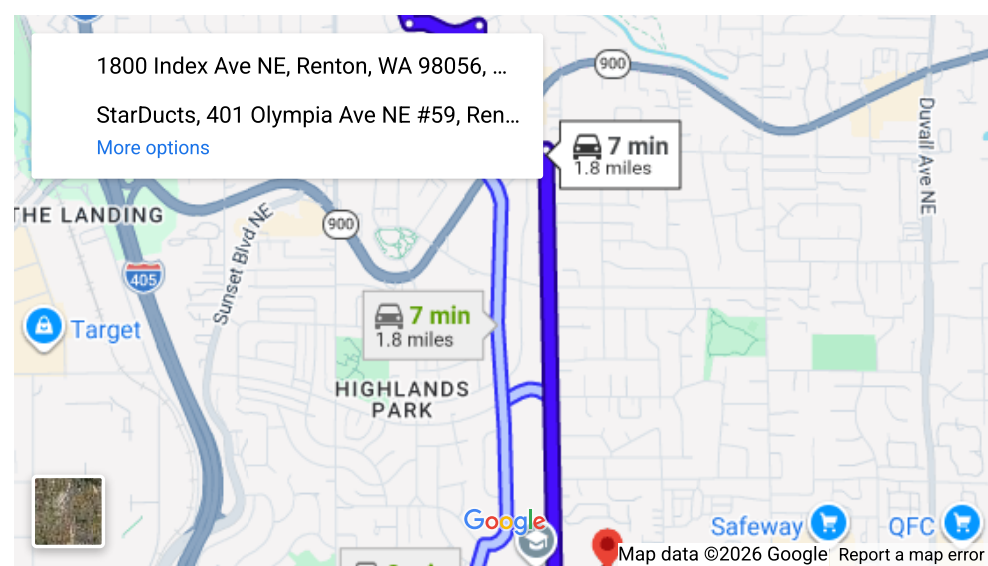 1800 Index Ave NE, Renton, WA 98056, ...
StarDucts, 401 Olympia Ave NE #59, Ren...
More options
900
7 min
1.8 miles
Duvall Ave NE
THE LANDING
900
Sunset Blvd NE
405
7 min
1.8 miles
Target
HIGHLANDS
PARK
Google
Safeway
QFC
Map data ©2026 Google
Report a map error